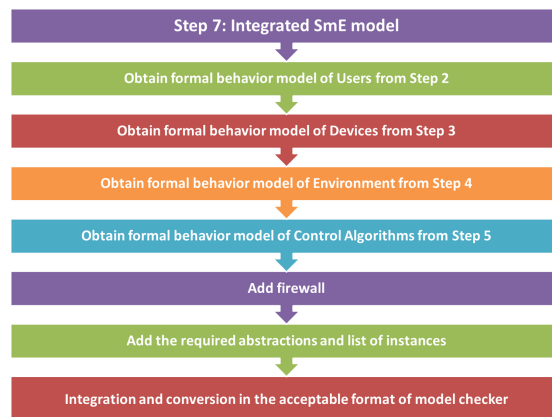 Step 7: Integrated SmE model
Obtain formal behavior model of Users from Step 2
Obtain formal behavior model of Devices from Step 3
Obtain formal behavior model of Environment from Step 4
Obtain formal behavior model of Control Algorithms from Step 5
Add firewall
Add the required abstractions and list of instances
Integration and conversion in the acceptable format of model checker